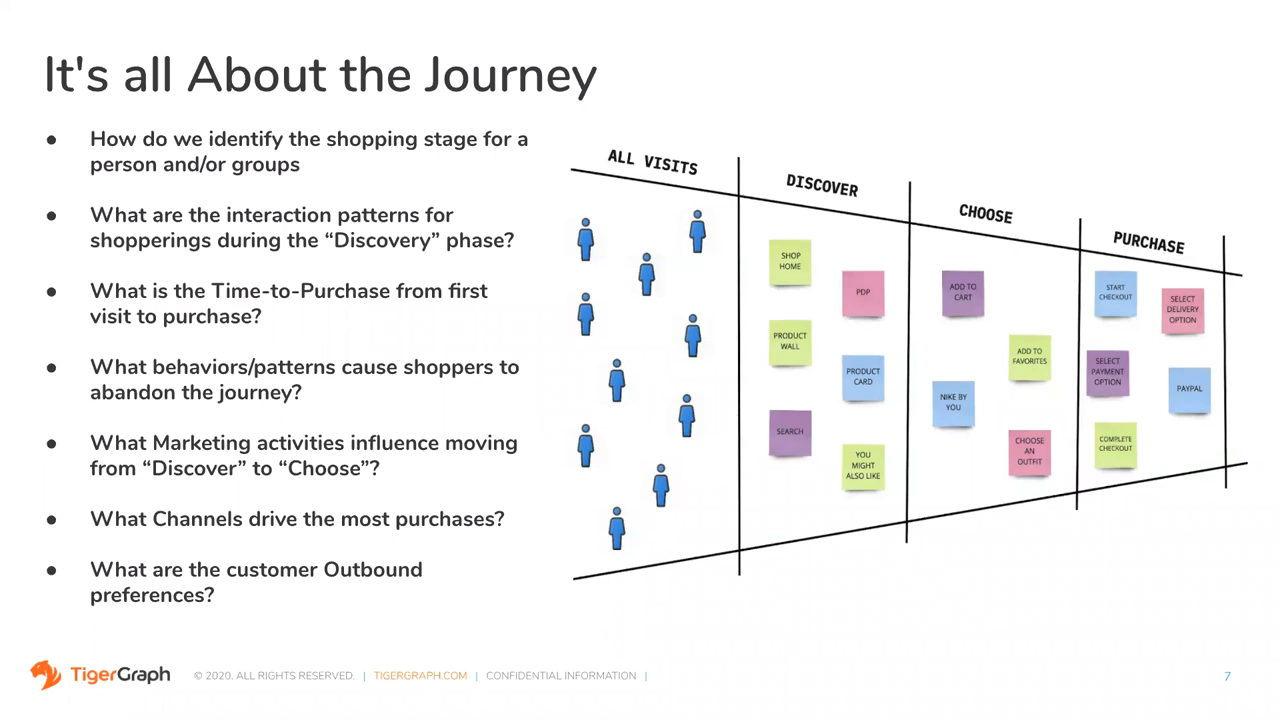 It's all About the Journey
● How do we identify the shopping stage for a
person and/or groups
● What are the interaction patterns for
shopperings during the “Discovery” phase?
● What is the Time-to-Purchase from first
visit to purchase?
● What behaviors/patterns cause shoppers to
abandon the journey?
● What Marketing activities influence moving
from “Discover” to “Choose”?
● What Channels drive the most purchases?
● What are the customer Outbound
preferences?
ALL VISITS
DISCOVER
SHOP
HOME
PDP
PRODUCT
WALL
PRODUCT
CARD
SEARCH
YOU
MIGHT
ALSO LIKE
CHOOSE
ADD TO
CART
ADD TO
FAVORITES
NIKE BY
YOU
CHOOSE
AN
OUTFIT
PURCHASE
START
CHECKOUT
SELECT
DELIVERY
OPTION
SELECT
PAYMENT
OPTION
PAYPAL
COMPLETE
CHECKOUT
TigerGraph
© 2020. ALL RIGHTS RESERVED. | TIGERGRAPH.COM | CONFIDENTIAL INFORMATION |
7